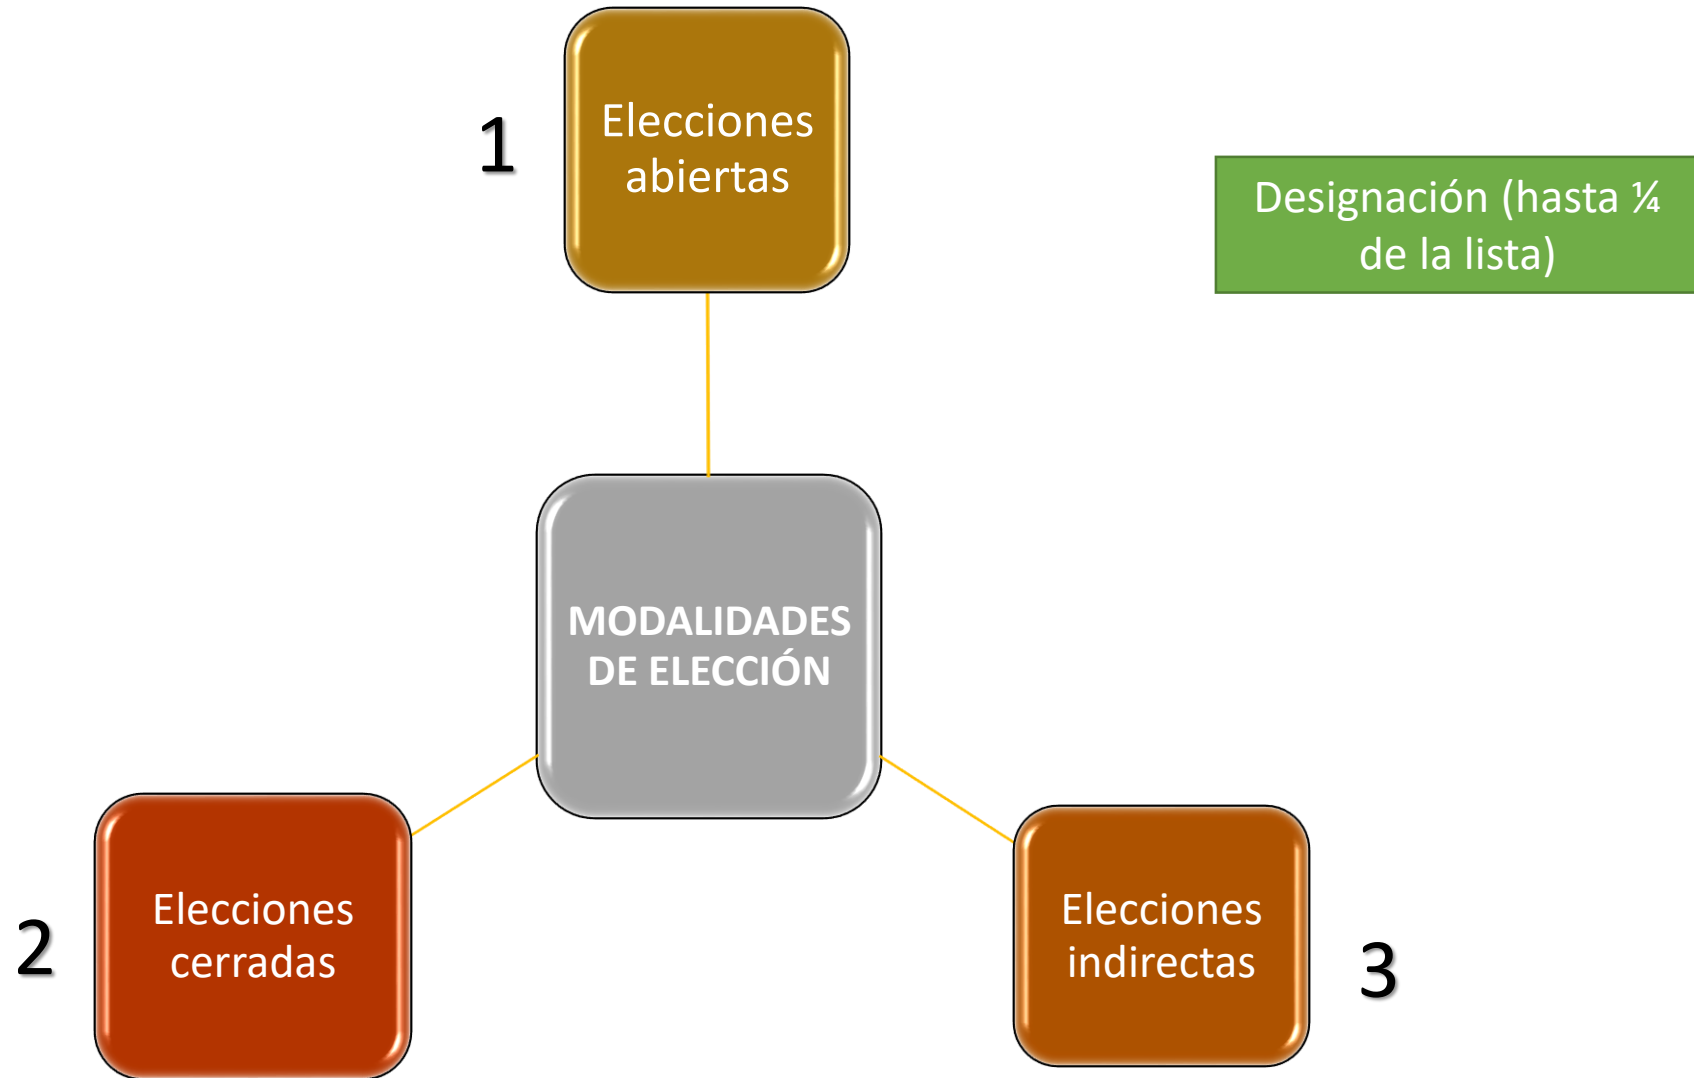 1
Elecciones
abiertas
Designación (hasta ¼
de la lista)
MODALIDADES
DE ELECCIÓN
2
Elecciones
cerradas
Elecciones
indirectas
3